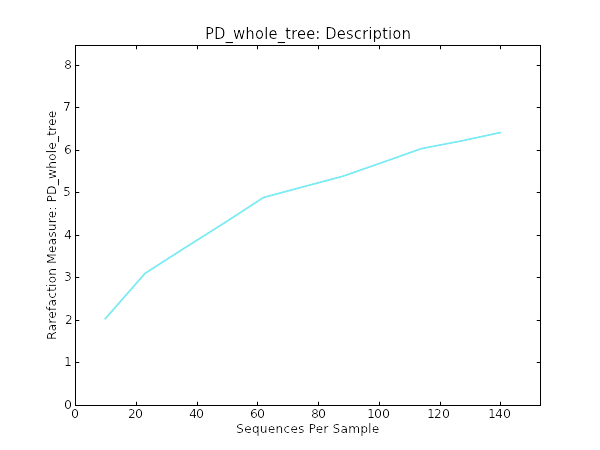 PD_whole_tree: Description
8
7
6
5
4
3
2
1
0
Rarefaction Measure: PD_whole_tree
0 20 40 60 80 100 120 140
Sequences Per Sample